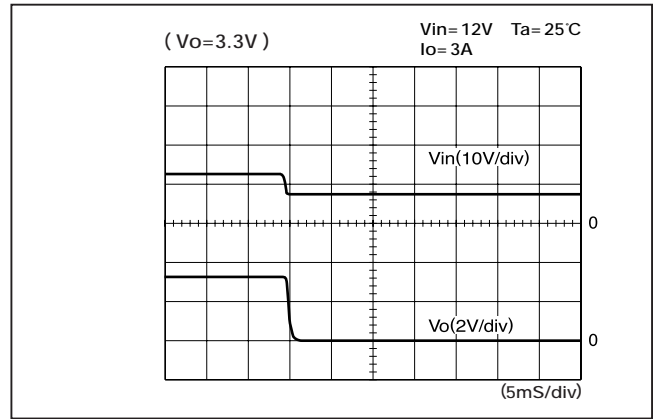 (Vo=3.3V)
Vin=12V Ta=25℃
Io=3A
Vin(10V/div)
0
Vo(2V/div)
0
(5mS/div)